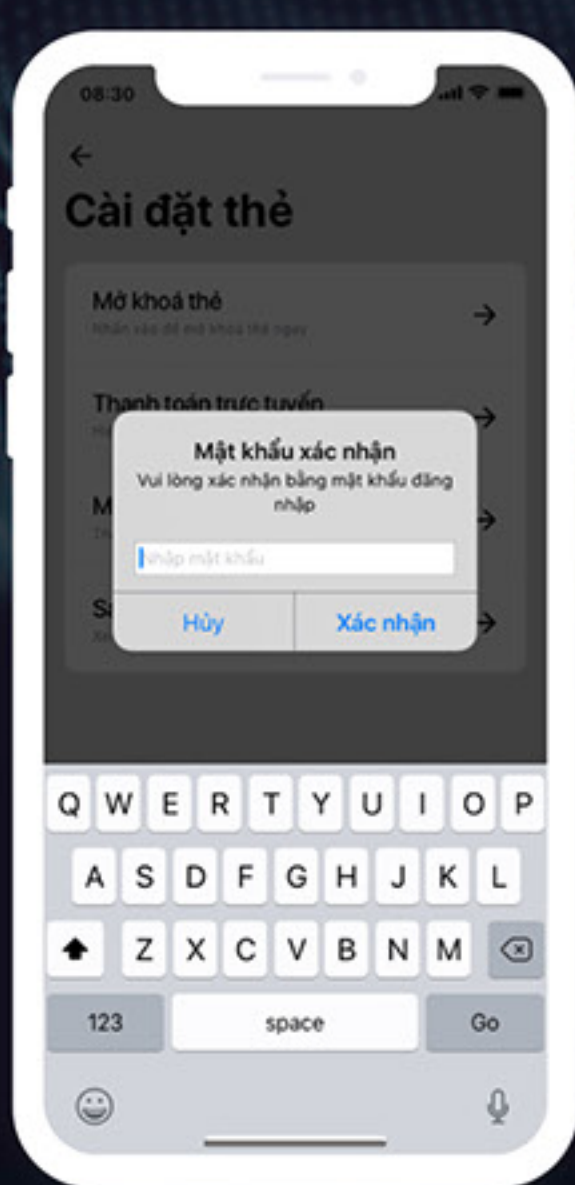 08:30
Cài đặt thẻ
Mở khoá thẻ
Nhấn vào để mở khoá thẻ ngay
Thanh toán trực tuyến
Mật khẩu xác nhận
Vui lòng xác nhận bằng mật khẩu đăng
nhập
Nhập mật khẩu
Hủy
Xác nhận
Q W E R T Y U I O P
A S D F G H J K L
Z X C V B N M
123 space Go